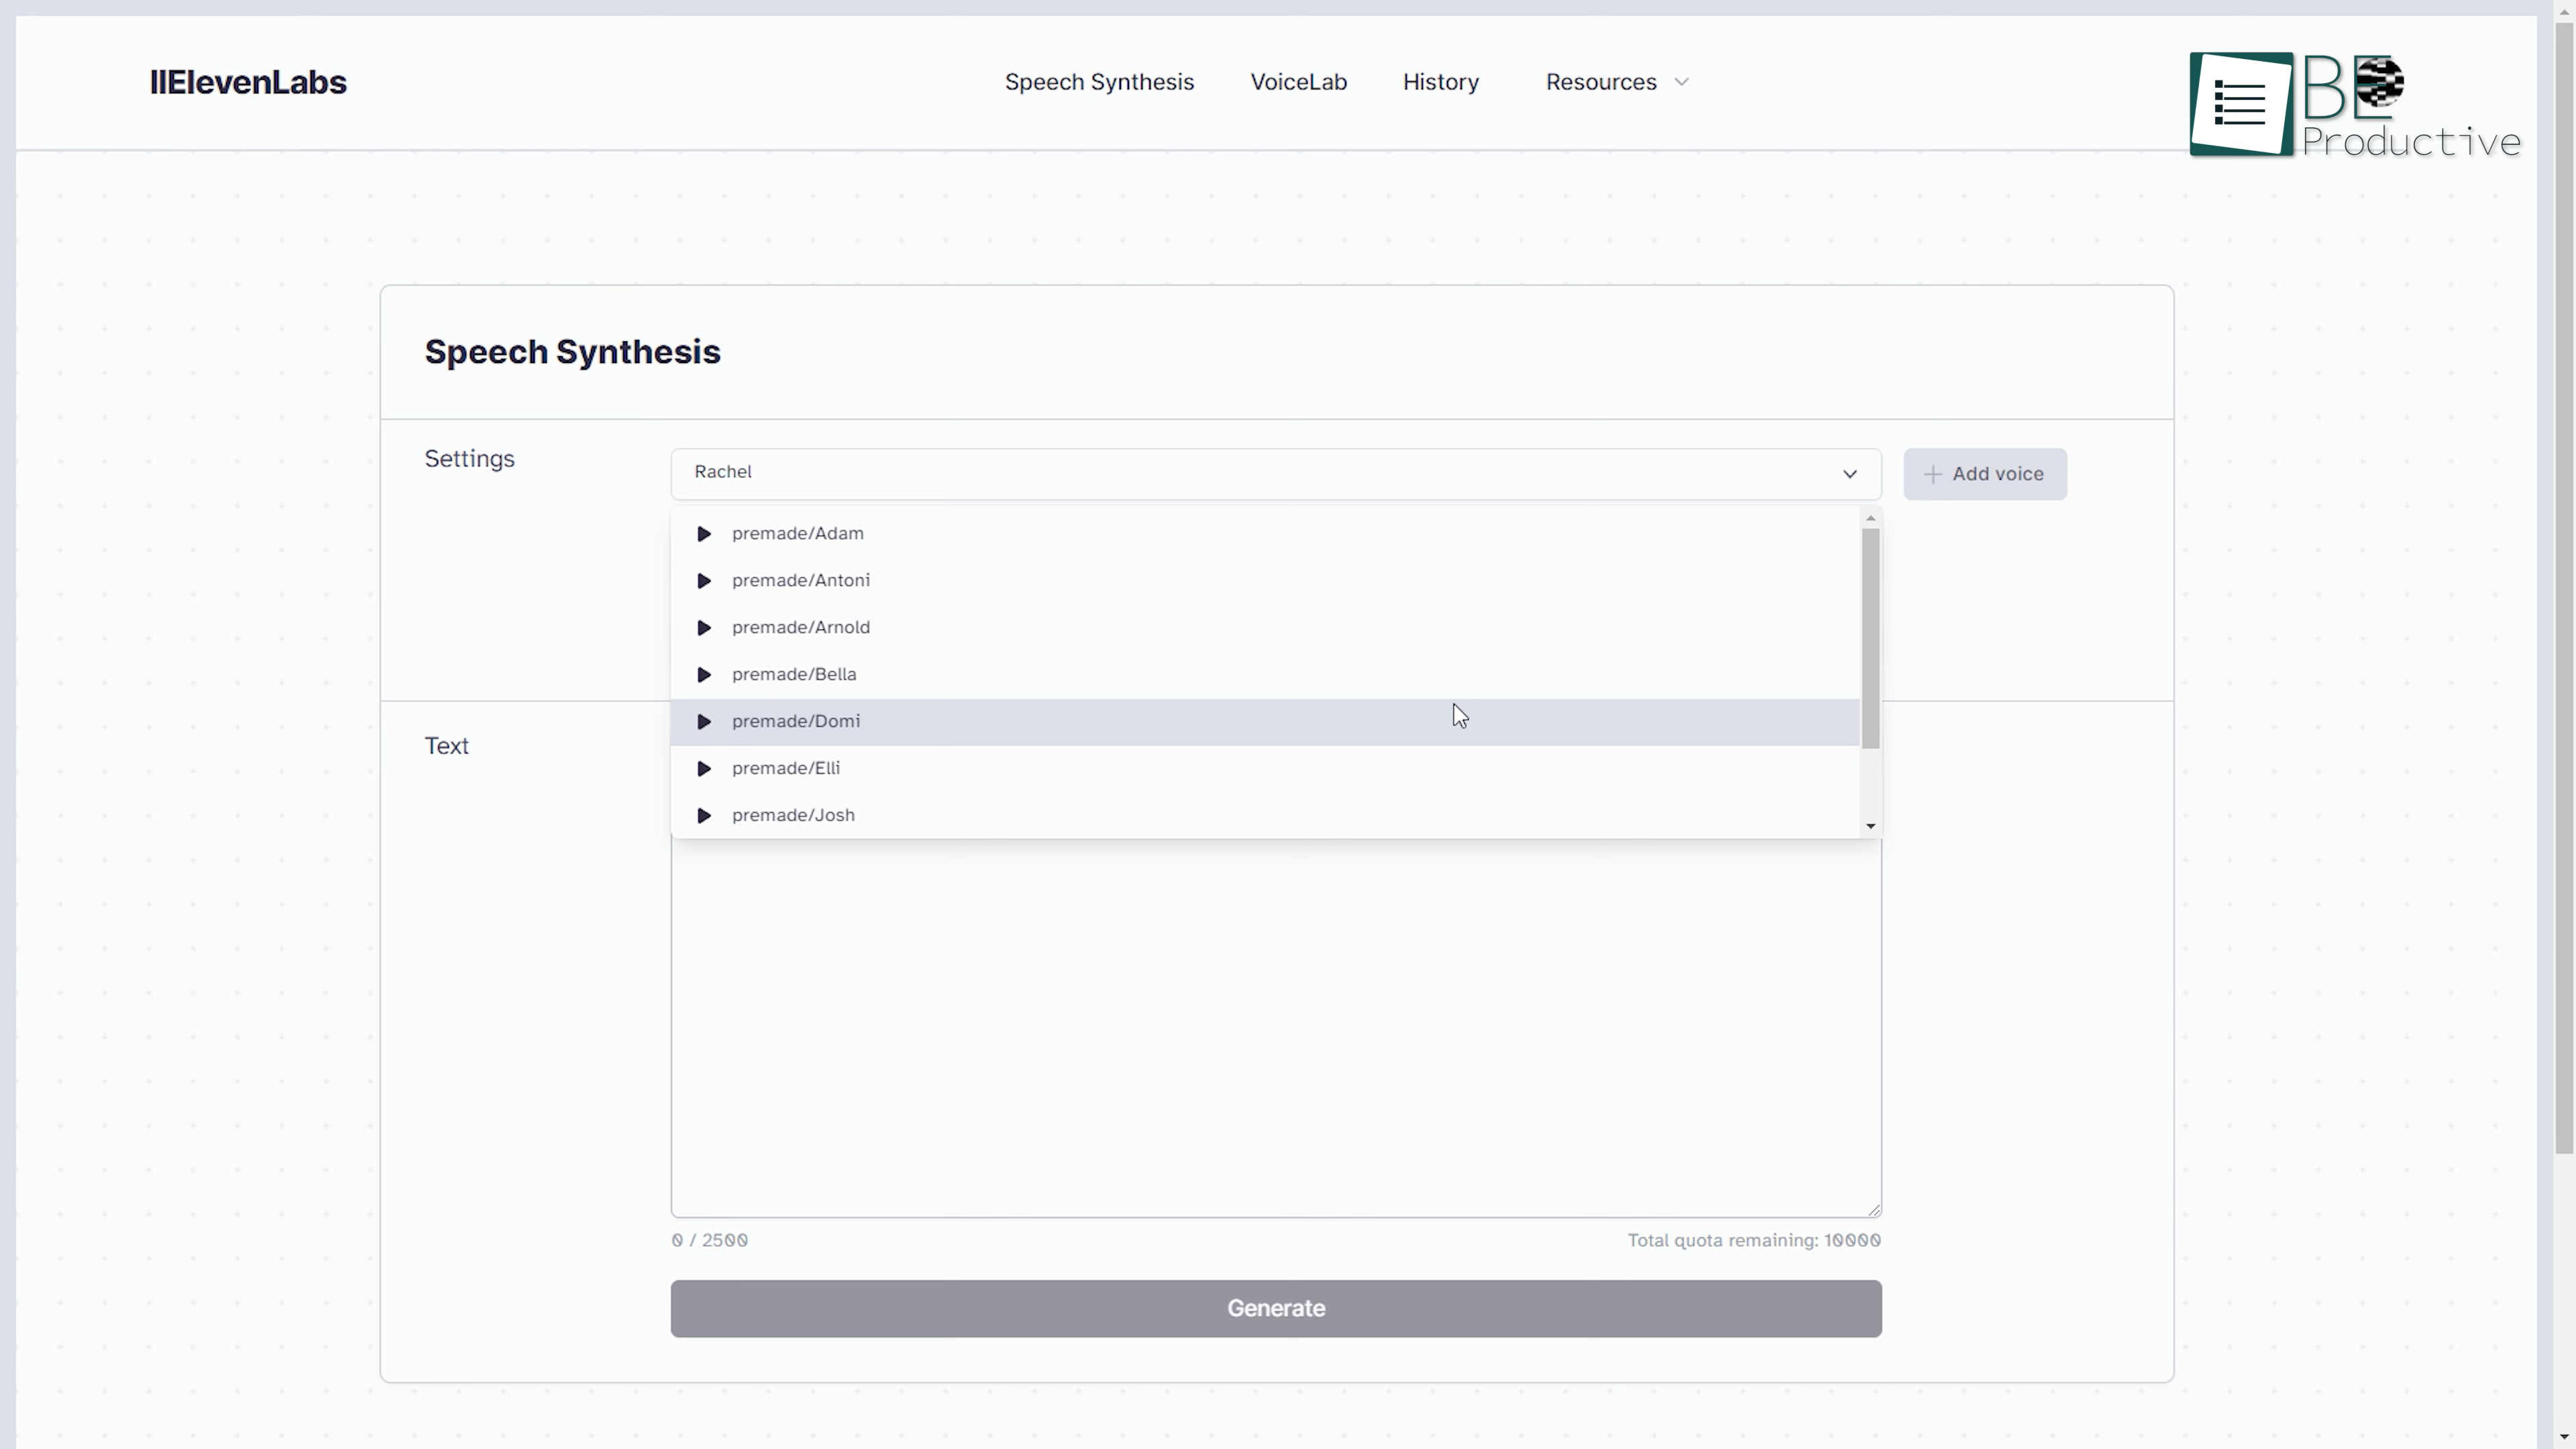 IIElevenLabs
Speech Synthesis
VoiceLab
History
Resources
BE
Productive
Speech Synthesis
Settings
Rachel
+ Add voice
premade/Adam
premade/Antoni
premade/Arnold
premade/Bella
premade/Domi
premade/Elli
premade/Josh
Text
0 / 2500
Total quota remaining: 10000
Generate